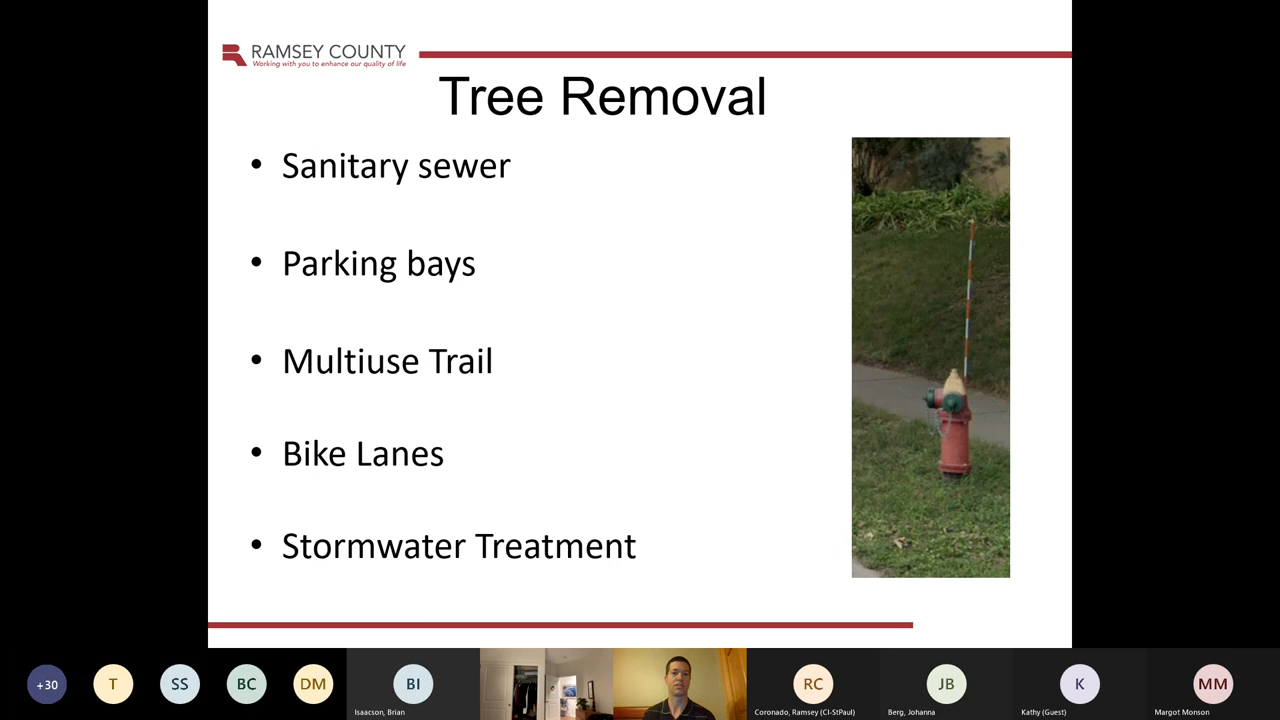 RAMSEY COUNTY
Working with you to enhance our quality of life
Tree Removal
• Sanitary sewer
• Parking bays
• Multiuse Trail
• Bike Lanes
• Stormwater Treatment
+30
T
SS
BC
DM
BI
RC
JB
K
MM
Isaacson, Brian
Coronado, Ramsey (CI-StPaul)
Berg, Johanna
Kathy (Guest)
Margot Monson